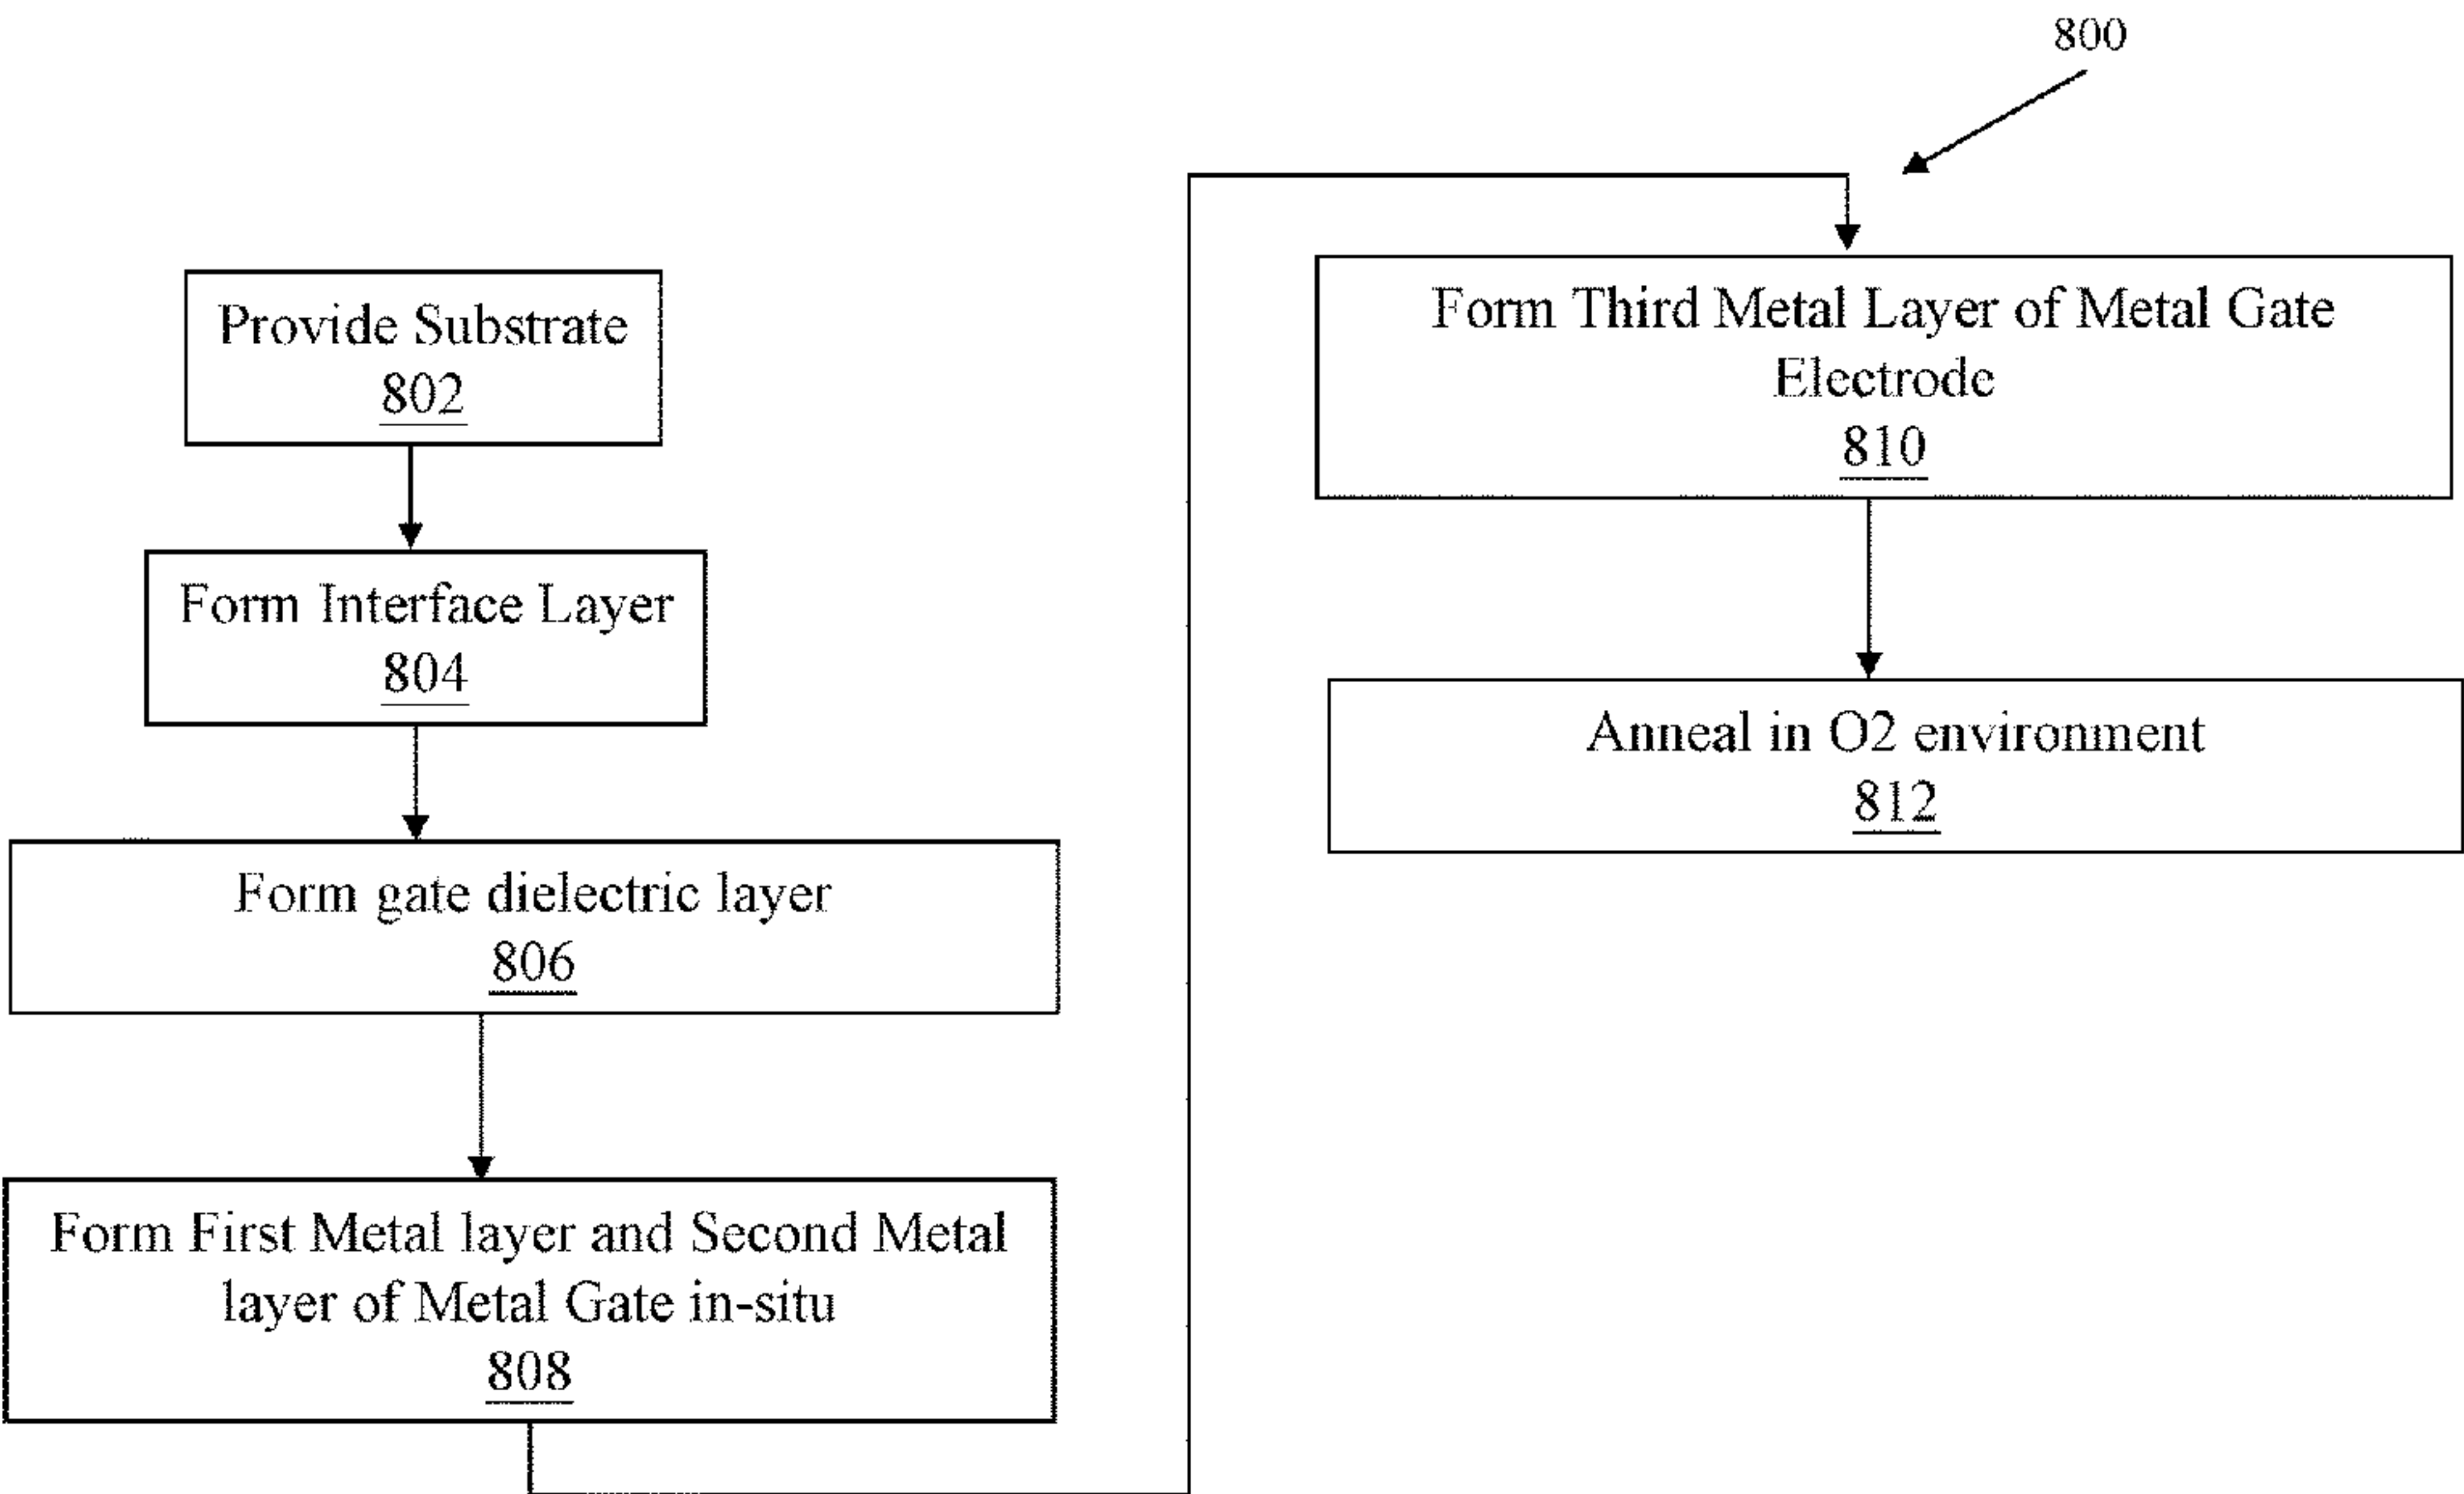 800
Provide Substrate
802
Form Interface Layer
804
Form gate dielectric layer
806
Form First Metal layer and Second Metal
layer of Metal Gate in-situ
808
Form Third Metal Layer of Metal Gate
Electrode
810
Anneal in O2 environment
812